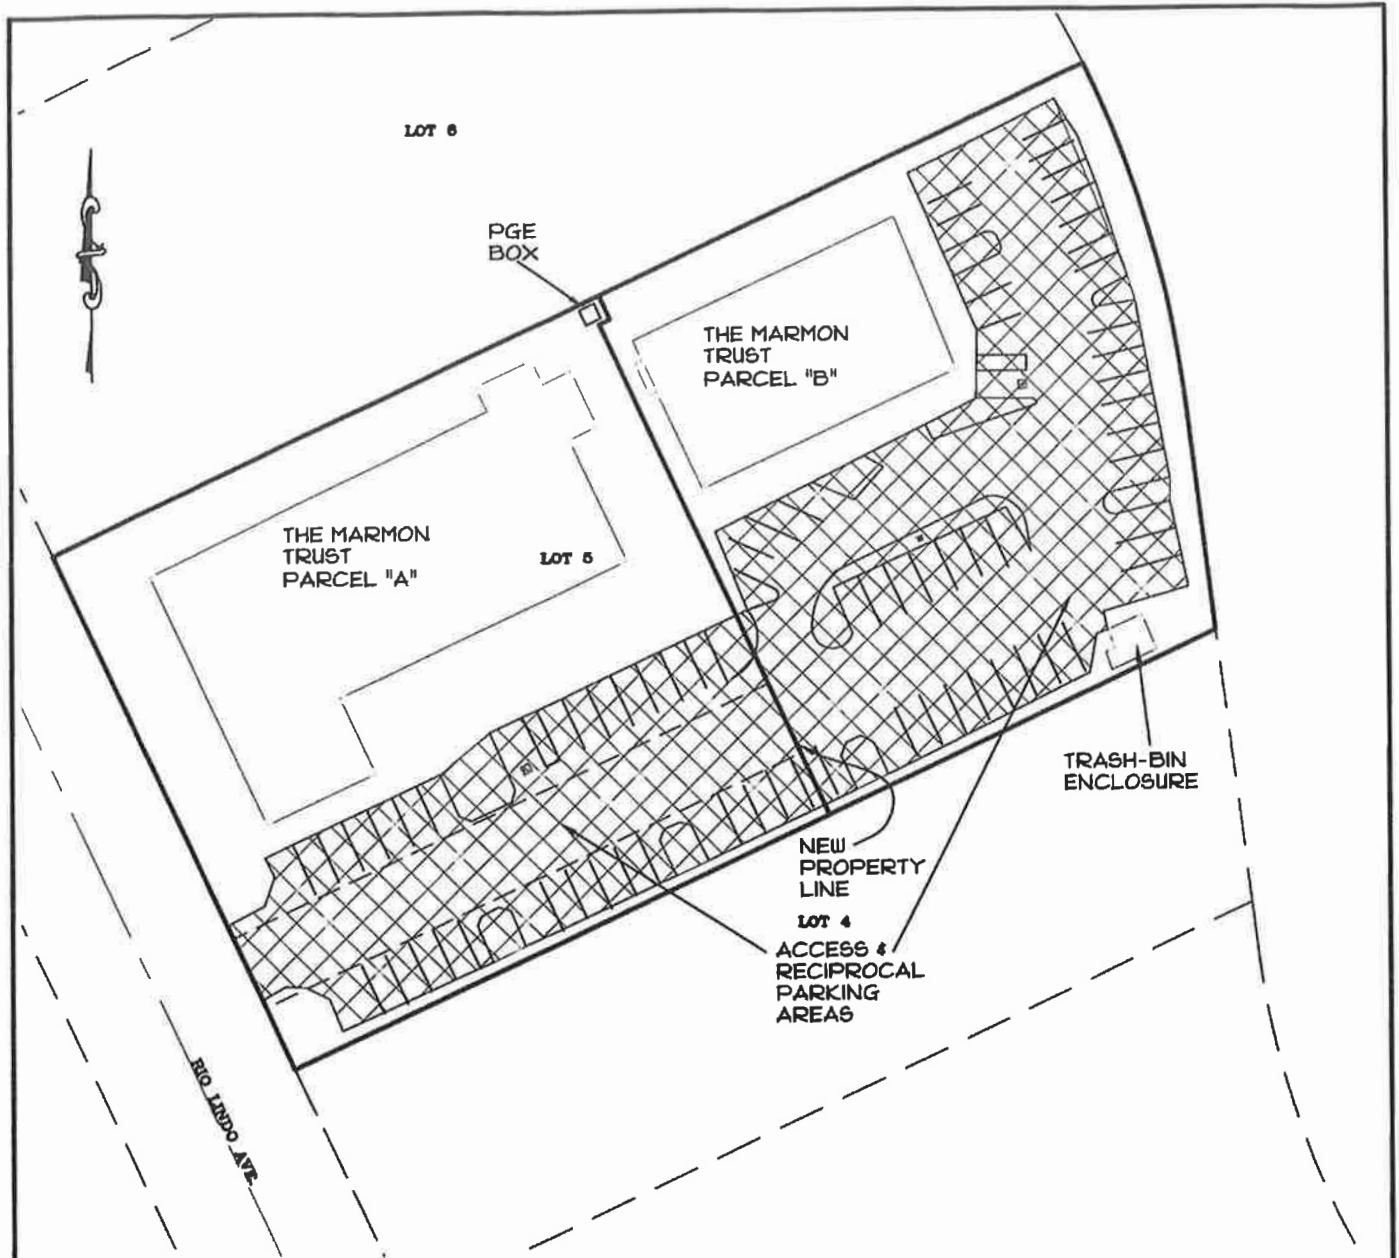 LOT 6
PGE
BOX
THE MARMON
TRUST
PARCEL "B"
THE MARMON
TRUST
PARCEL "A"
LOT 5
TRASH-BIN
ENCLOSURE
NEW
PROPERTY
LINE
LOT 4
ACCESS &
RECIPROCAL
PARKING
AREAS
RIO LINDO AVE.